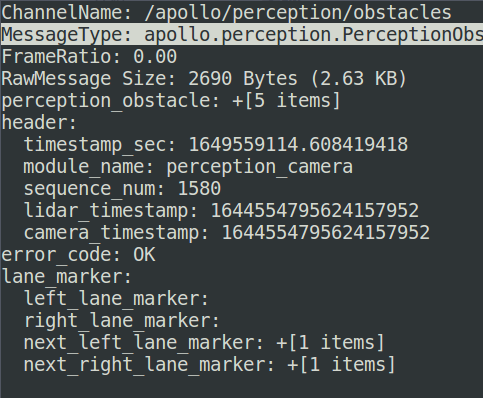 ChannelName: /apollo/perception/obstacles
MessageType: apollo.perception.PerceptionObs
FrameRatio: 0.00
RawMessage Size: 2690 Bytes (2.63 KB)
perception_obstacle: +[5 items]
header:
  timestamp_sec: 1649559114.608419418
  module_name: perception_camera
  sequence_num: 1580
  lidar_timestamp: 1644554795624157952
  camera_timestamp: 1644554795624157952
error_code: OK
lane_marker:
  left_lane_marker:
  right_lane_marker:
  next_left_lane_marker: +[1 items]
  next_right_lane_marker: +[1 items]